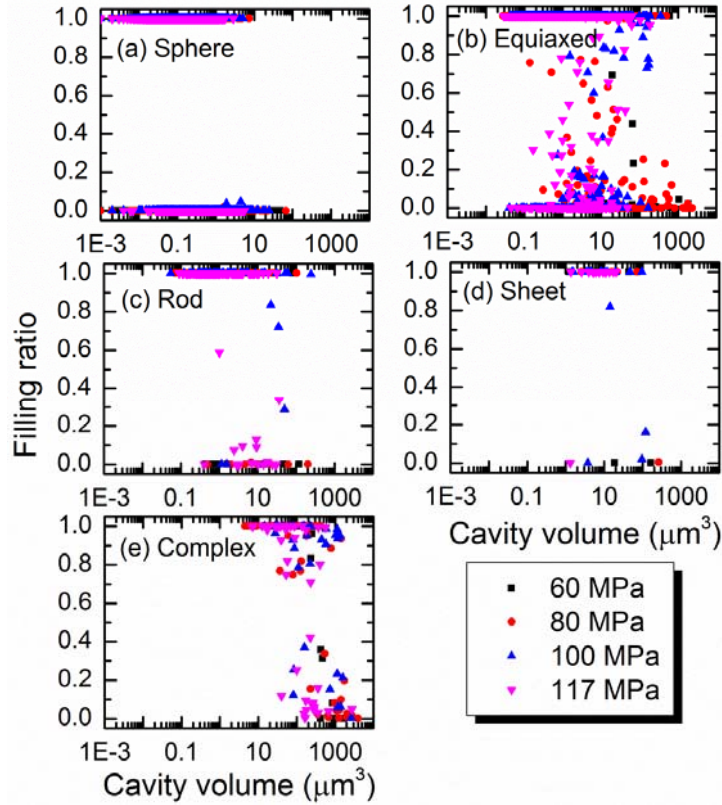 1.0
(a) Sphere
0.8
0.6
0.4
0.2
0.0
1E-3 0.1 10 1000
1.0
(b) Equiaxed
0.8
0.6
0.4
0.2
0.0
1E-3 0.1 10 1000
1.0
(c) Rod
0.8
0.6
0.4
0.2
0.0
1E-3 0.1 10 1000
1.0
(d) Sheet
0.8
0.6
0.4
0.2
0.0
1E-3 0.1 10 1000
Cavity volume (μm³)
1.0
(e) Complex
0.8
0.6
0.4
0.2
0.0
1E-3 0.1 10 1000
Cavity volume (μm³)
Filling ratio
60 MPa
80 MPa
100 MPa
117 MPa